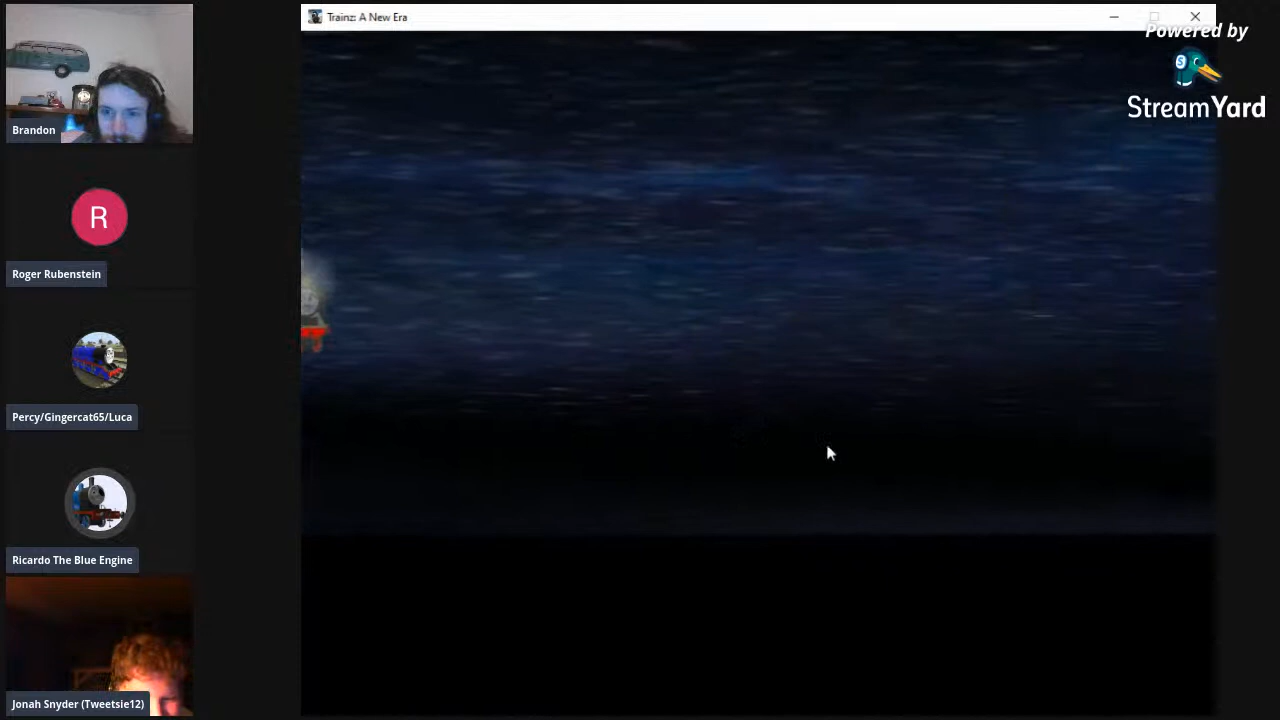 Trainz: A New Era
Powered by
StreamYard
Brandon
R
Roger Rubenstein
Percy/Gingercat65/Luca
Ricardo The Blue Engine
Jonah Snyder (Tweetsie12)